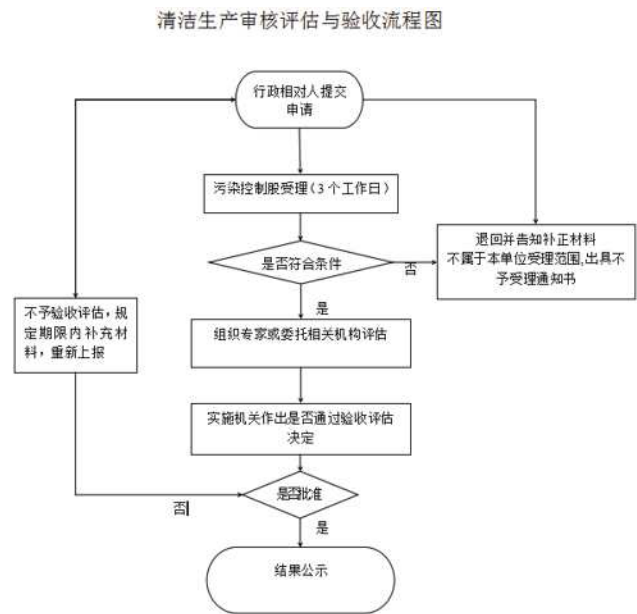 清洁生产审核评估与验收流程图
行政相对人提交
申请
污染控制股受理（3个工作日）
退回并告知补正材料
不属于本单位受理范围,出具不
予受理通知书
是否符合条件
否
是
不予验收评估，规
定期限内补充材
料，重新上报
组织专家或委托相关机构评估
实施机关作出是否通过验收评估
决定
是否批准
否
是
结果公示